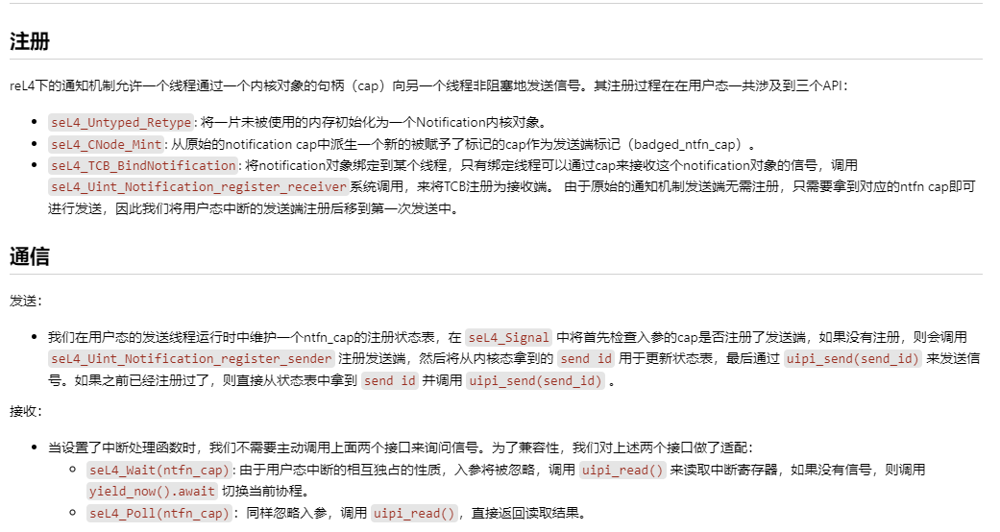 注册
reL4下的通知机制允许一个线程通过一个内核对象的句柄（cap）向另一个线程非阻塞地发送信号。其注册过程在在用户态一共涉及到三个API：
seL4_Untyped_Retype: 将一片未被使用的内存初始化为一个Notification内核对象。
seL4_CNode_Mint: 从原始的notification cap中派生一个新的被赋予了标记的cap作为发送端标记（badged_ntfn_cap）。
seL4_TCB_BindNotification: 将notification对象绑定到某个线程，只有绑定线程可以通过cap来接收这个notification对象的信号，调用
seL4_Uint_Notification_register_receiver 系统调用，来将TCB注册为接收端。 由于原始的通知机制发送端无需注册，只需要拿到对应的ntfn cap即可
进行发送，因此我们将用户态中断的发送端注册后移到第一次发送中。
通信
发送：
我们在用户态的发送线程运行时中维护一个ntfn_cap的注册状态表，在 seL4_Signal 中将首先检查入参的cap是否注册了发送端，如果没有注册，则会调用
seL4_Uint_Notification_register_sender 注册发送端，然后将从内核态拿到的 send id 用于更新状态表，最后通过 uipi_send(send_id) 来发送信
号。如果之前已经注册过了，则直接从状态表中拿到 send id 并调用 uipi_send(send_id) 。
接收：
当设置了中断处理函数时，我们不需要主动调用上面两个接口来询问信号。为了兼容性，我们对上述两个接口做了适配：
seL4_Wait(ntfn_cap): 由于用户态中断的相互独占的性质，入参将被忽略，调用 uipi_read() 来读取中断寄存器，如果没有信号，则调用
yield_now().await 切换当前协程。
seL4_Poll(ntfn_cap)：同样忽略入参，调用 uipi_read()，直接返回读取结果。